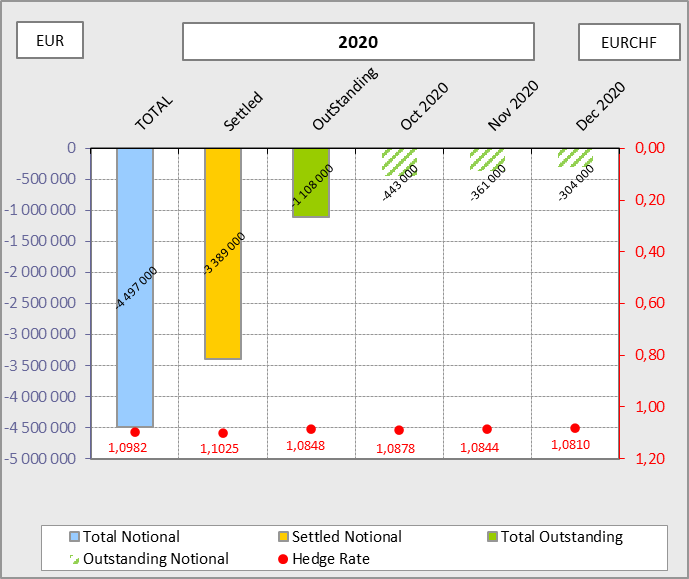 EUR
2020
EURCHF
TOTAL Settled OutStanding Oct 2020 Nov 2020 Dec 2020
0 0,00
-500 000 0,20
-1 000 000
-1 500 000 0,40
-2 000 000
-2 500 000 0,60
-3 000 000
-3 500 000 0,80
-4 000 000
-4 500 000 1,00
-5 000 000 1,20
-4 497 000 -3 389 000 -1 108 000 -443 000 -361 000 -304 000
1,0982 1,1025 1,0848 1,0878 1,0844 1,0810
Total Notional Settled Notional Total Outstanding
Outstanding Notional Hedge Rate